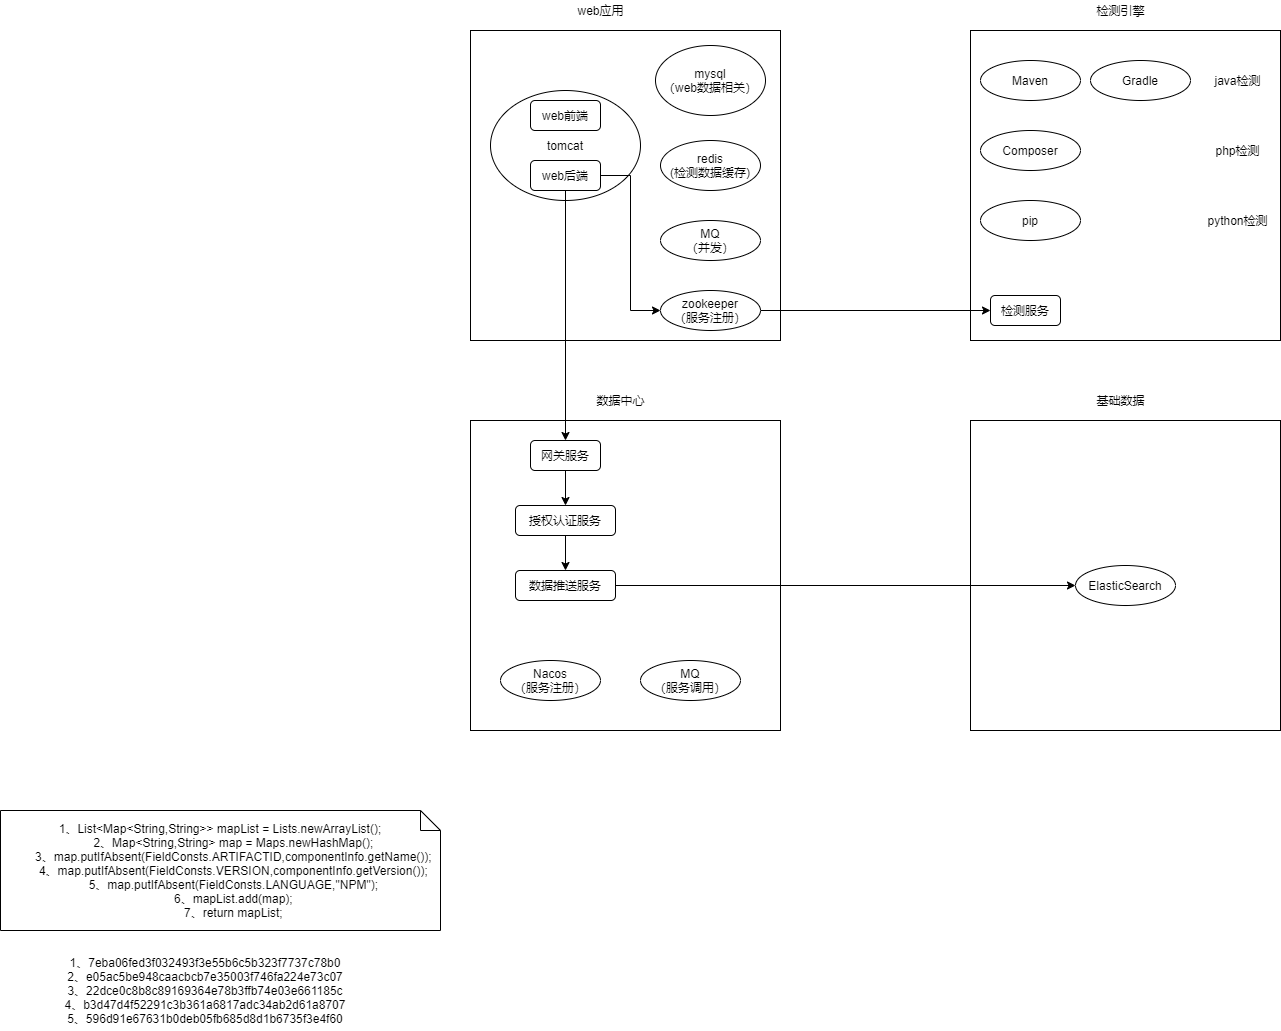 web应用
mysql
（web数据相关）
web前端
tomcat
web后端
redis
（检测数据缓存）
MQ
（并发）
zookeeper
（服务注册）
检测引擎
Maven
Gradle
java检测
Composer
php检测
pip
python检测
检测服务
数据中心
网关服务
授权认证服务
数据推送服务
Nacos
（服务注册）
MQ
（服务调用）
基础数据
ElasticSearch
1、List<Map<String,String>> mapList = Lists.newArrayList();
2、Map<String,String> map = Maps.newHashMap();
3、map.putIfAbsent(FieldConsts.ARTIFACTID,componentInfo.getName());
4、map.putIfAbsent(FieldConsts.VERSION,componentInfo.getVersion());
5、map.putIfAbsent(FieldConsts.LANGUAGE,"NPM");
6、mapList.add(map);
7、return mapList;
1、7eba06fed3f032493f3e55b6c5b323f7737c78b0
2、e05ac5be948caacbcb7e35003f746fa224e73c07
3、22dce0c8b8c89169364e78b3ffb74e03e661185c
4、b3d47d4f52291c3b361a6817adc34ab2d61a8707
5、596d91e67631b0deb05fb685d8d1b6735f3e4f60